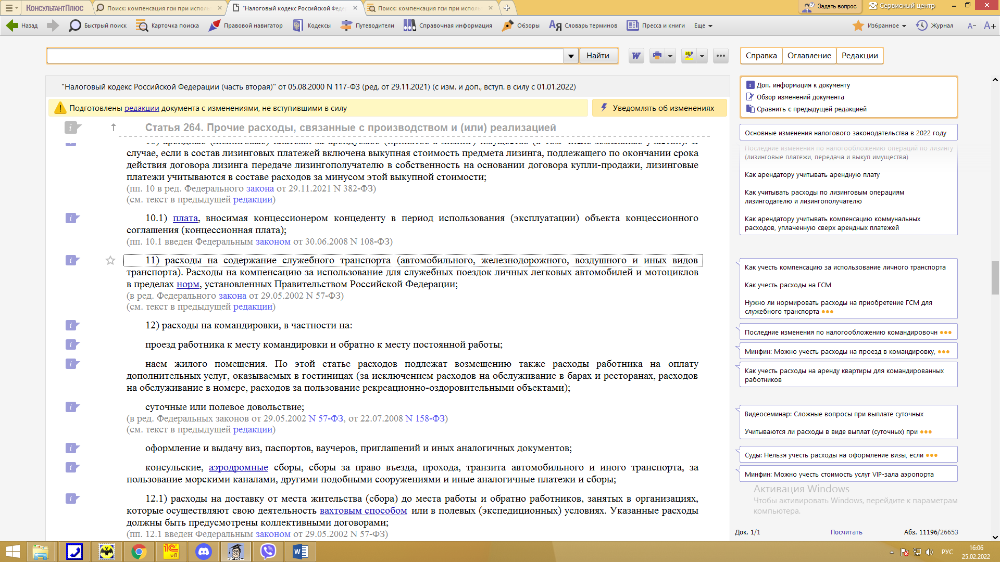 КонсультантПлюс
Поиск: компенсация гсм при исполь
"Налоговый кодекс Российской Феде
Поиск: компенсация гсм при исполь
Задать вопрос
Сервисный центр
Назад
Быстрый поиск
Карточка поиска
Правовой навигатор
Кодексы
Путеводители
Справочная информация
Обзоры
Словарь терминов
Пресса и книги
Еще
Избранное
Журнал
А−
А+
Найти
Справка
Оглавление
Редакции
"Налоговый кодекс Российской Федерации (часть вторая)" от 05.08.2000 N 117-ФЗ (ред. от 29.11.2021) (с изм. и доп., вступ. в силу с 01.01.2022)
Подготовлены редакции документа с изменениями, не вступившими в силу
Уведомлять об изменениях
Статья 264. Прочие расходы, связанные с производством и (или) реализацией
10) арендные (лизинговые) платежи за арендуемое (принятое в лизинг) имущество (в том числе земельные участки). В
случае, если в состав лизинговых платежей включена выкупная стоимость предмета лизинга, подлежащего по окончании срока
действия договора лизинга передаче лизингополучателю в собственность на основании договора купли-продажи, лизинговые
платежи учитываются в составе расходов за минусом этой выкупной стоимости;
(пп. 10 в ред. Федерального закона от 29.11.2021 N 382-ФЗ)
(см. текст в предыдущей редакции)
10.1) плата, вносимая концессионером концеденту в период использования (эксплуатации) объекта концессионного
соглашения (концессионная плата);
(пп. 10.1 введен Федеральным законом от 30.06.2008 N 108-ФЗ)
11) расходы на содержание служебного транспорта (автомобильного, железнодорожного, воздушного и иных видов
транспорта). Расходы на компенсацию за использование для служебных поездок личных легковых автомобилей и мотоциклов
в пределах норм, установленных Правительством Российской Федерации;
(в ред. Федерального закона от 29.05.2002 N 57-ФЗ)
(см. текст в предыдущей редакции)
12) расходы на командировки, в частности на:
проезд работника к месту командировки и обратно к месту постоянной работы;
наем жилого помещения. По этой статье расходов подлежат возмещению также расходы работника на оплату
дополнительных услуг, оказываемых в гостиницах (за исключением расходов на обслуживание в барах и ресторанах, расходов
на обслуживание в номере, расходов за пользование рекреационно-оздоровительными объектами);
суточные или полевое довольствие;
(в ред. Федеральных законов от 29.05.2002 N 57-ФЗ, от 22.07.2008 N 158-ФЗ)
(см. текст в предыдущей редакции)
оформление и выдачу виз, паспортов, ваучеров, приглашений и иных аналогичных документов;
консульские, аэродромные сборы, сборы за право въезда, прохода, транзита автомобильного и иного транспорта, за
пользование морскими каналами, другими подобными сооружениями и иные аналогичные платежи и сборы;
12.1) расходы на доставку от места жительства (сбора) до места работы и обратно работников, занятых в организациях,
которые осуществляют свою деятельность вахтовым способом или в полевых (экспедиционных) условиях. Указанные расходы
должны быть предусмотрены коллективными договорами;
(пп. 12.1 введен Федеральным законом от 29.05.2002 N 57-ФЗ)
Доп. информация к документу
Обзор изменений документа
Сравнить с предыдущей редакцией
Основные изменения налогового законодательства в 2022 году
Последние изменения по налогообложению операций по лизингу
(лизинговые платежи, передача и выкуп имущества)
Как арендатору учитывать арендную плату
Как учитывать расходы по лизинговым операциям
лизингодателю и лизингополучателю
Как арендатору учитывать компенсацию коммунальных
расходов, уплаченную сверх арендных платежей
Как учесть компенсацию за использование личного транспорта
Как учесть расходы на ГСМ
Нужно ли нормировать расходы на приобретение ГСМ для
служебного транспорта
Последние изменения по налогообложению командировочн
Минфин: Можно учесть расходы на проезд в командировку,
Как учесть расходы на аренду квартиры для командированных
работников
Видеосеминар: Сложные вопросы при выплате суточных
Учитываются ли расходы в виде выплат (суточных) при
Суды: Нельзя учесть расходы на оформление визы, если
Минфин: Можно учесть стоимость услуг VIP-зала аэропорта
Активация Windows
Чтобы активировать Windows, перейдите к параметрам
компьютера.
Док. 1/1
Посчитать
Абз. 11196/26653
РУС
16:06
25.02.2022